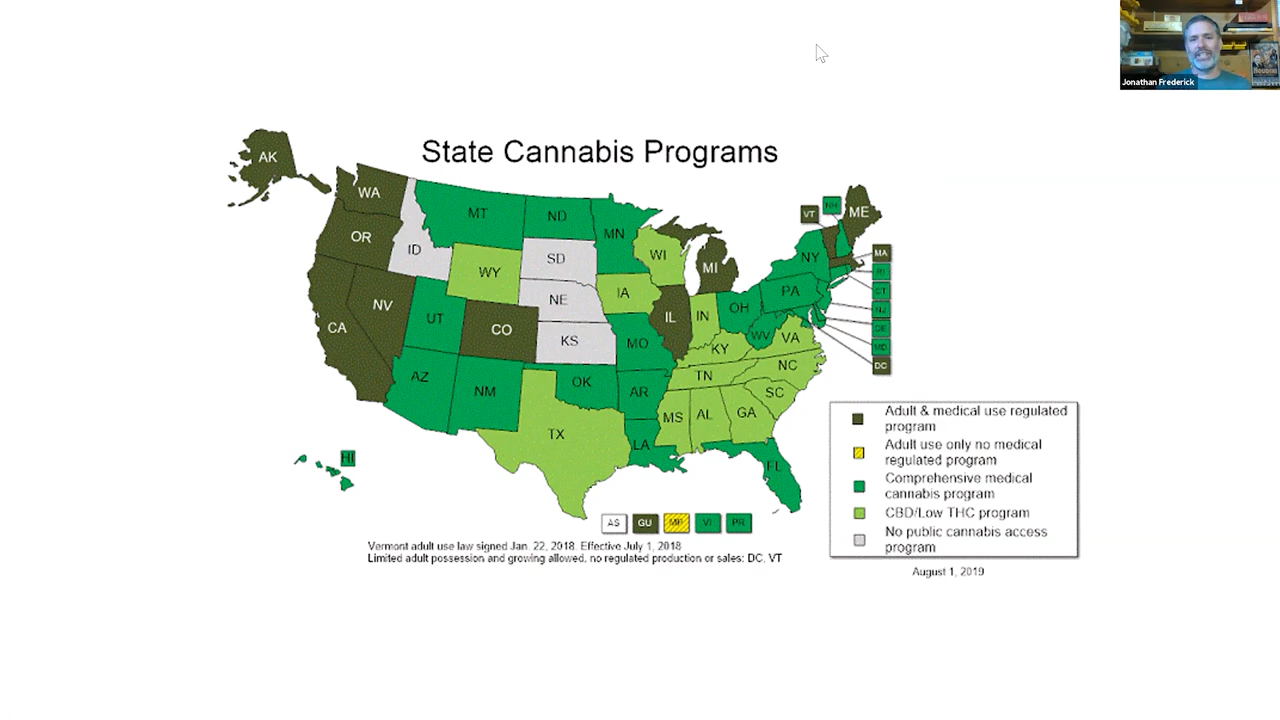 Jonathan Frederick
State Cannabis Programs
AK
WA
OR
CA
NV
ID
MT
WY
UT
CO
AZ
NM
ND
SD
NE
KS
OK
TX
MN
IA
MO
AR
LA
WI
IL
MI
IN
OH
KY
TN
MS
AL
GA
FL
SC
NC
VA
WV
PA
NY
VT
NH
ME
MA
RI
CT
NJ
DE
MD
DC
HI
AS
GU
MP
VI
PR
Adult & medical use regulated
program
Adult use only no medical
regulated program
Comprehensive medical
cannabis program
CBD/Low THC program
No public cannabis access
program
Vermont adult use law signed Jan. 22, 2018. Effective July 1, 2018
Limited adult possession and growing allowed, no regulated production or sales: DC, VT
August 1, 2019